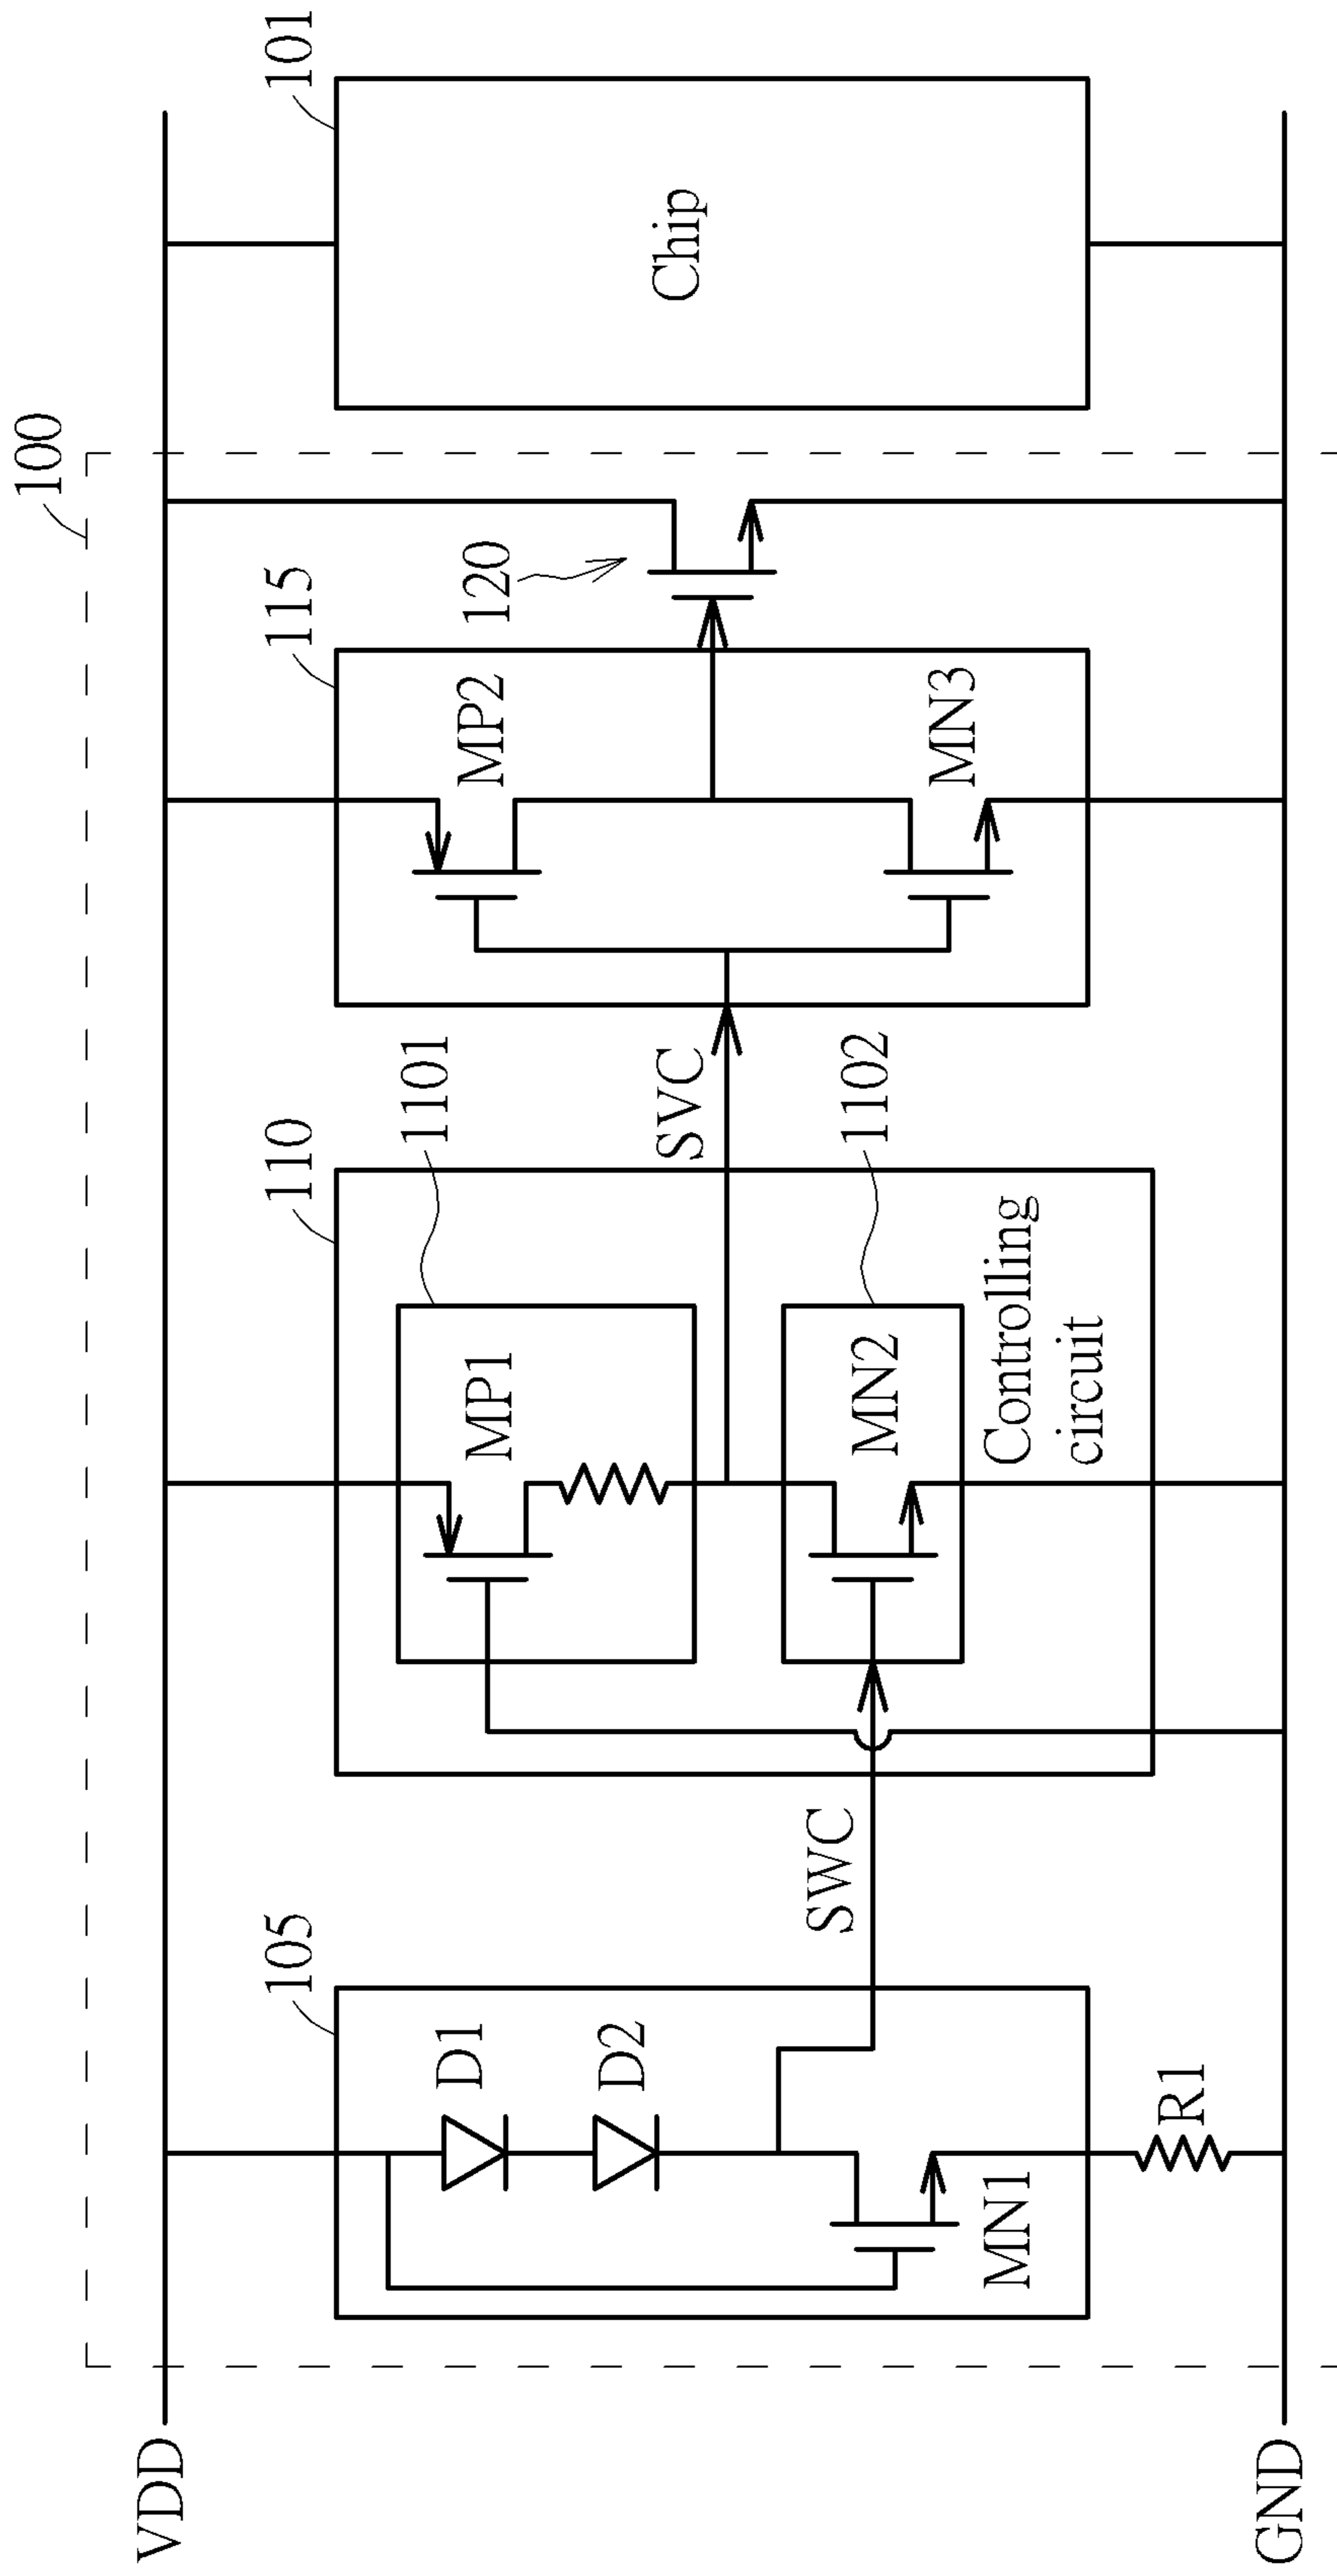 100
VDD
105
110
115
101
D1
D2
MN1
R1
SWC
MP1
1101
MN2
1102
Controlling
circuit
SVC
MP2
MN3
120
Chip
GND